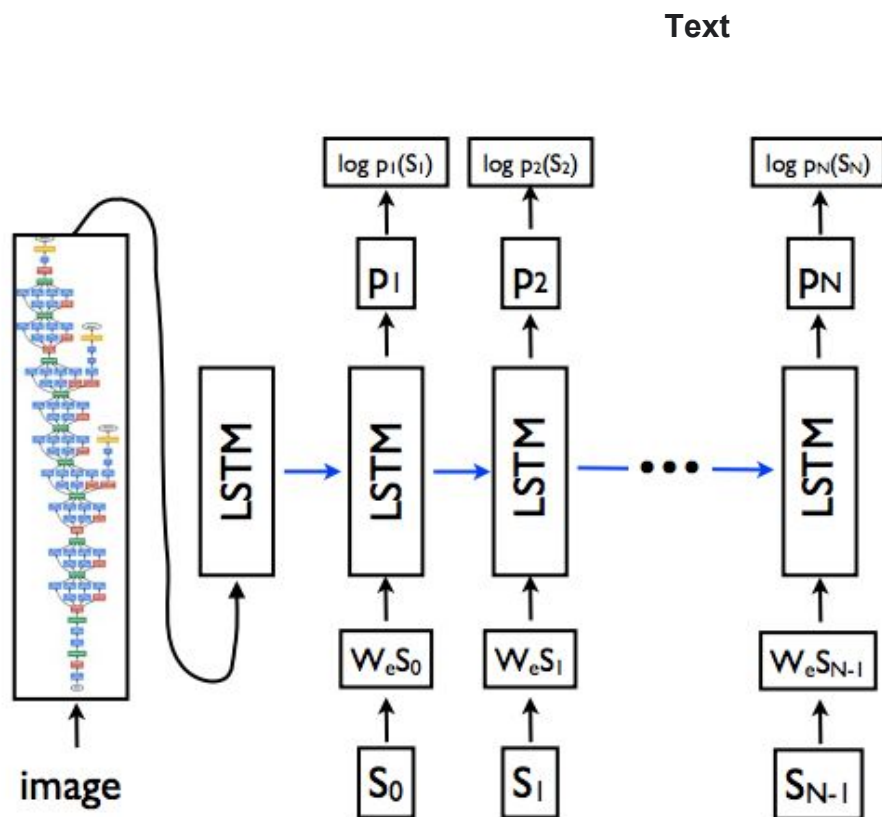 Text
log p₁(S₁) log p₂(S₂) log pN(SN)
p₁ p₂ pN
LSTM LSTM LSTM ••• LSTM
WeS₀ WeS₁ WeSN-1
image S₀ S₁ SN-1